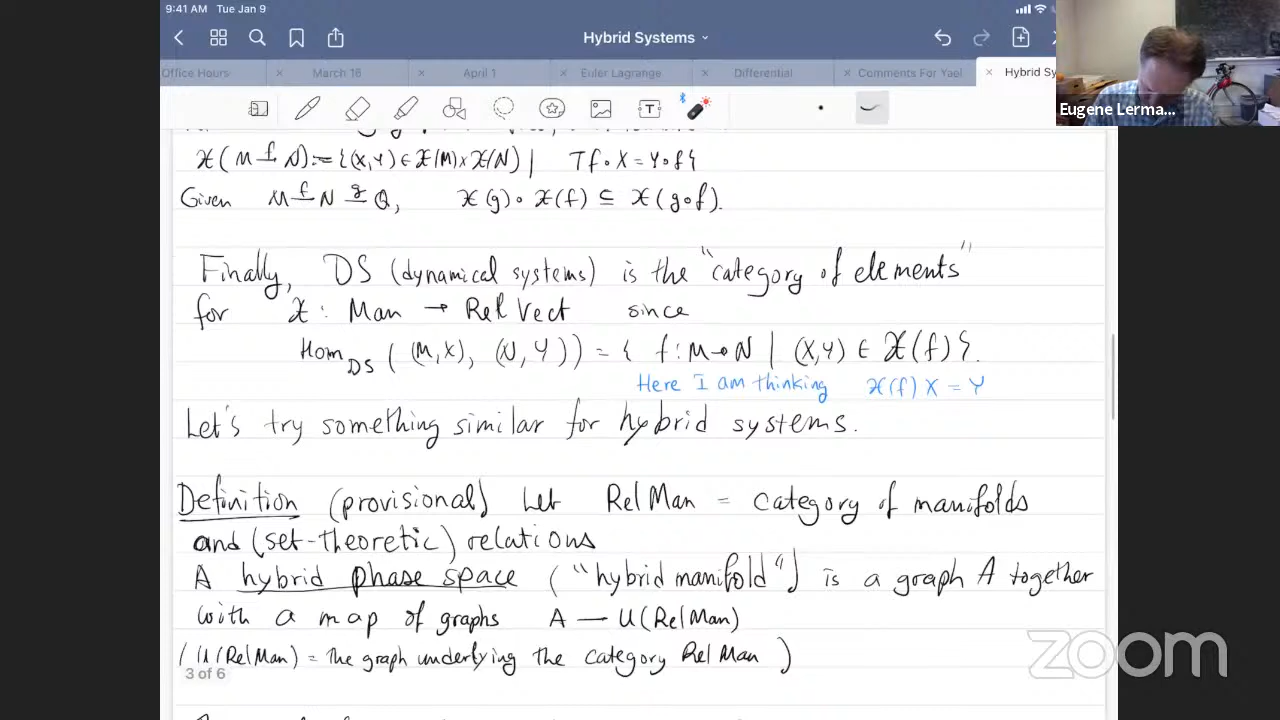 9:41 AM Tue Jan 9
Hybrid Systems
Office Hours
March 16
April 1
Euler Lagrange
Differential
Comments For Yael
Hybrid Sy
Eugene Lerma...
𝒳(M →f N) := {(X,Y) ∈ 𝒳(M)×𝒳(N) | Tf∘X = Y∘f}
Given M →f N →g Q, 𝒳(g)∘𝒳(f) ⊆ 𝒳(g∘f).
Finally, DS (dynamical systems) is the "category of elements"
for 𝒳: Man → RelVect since
Hom_DS((M,X), (N,Y)) = { f: M→N | (X,Y) ∈ 𝒳(f)}.
Here I am thinking 𝒳(f)X = Y
Let's try something similar for hybrid systems.
Definition (provisional) Let RelMan = category of manifolds
and (set-theoretic) relations
A hybrid phase space ("hybrid manifold") is a graph A together
with a map of graphs A → U(RelMan)
(U(RelMan) = the graph underlying the category RelMan)
3 of 6
zoom